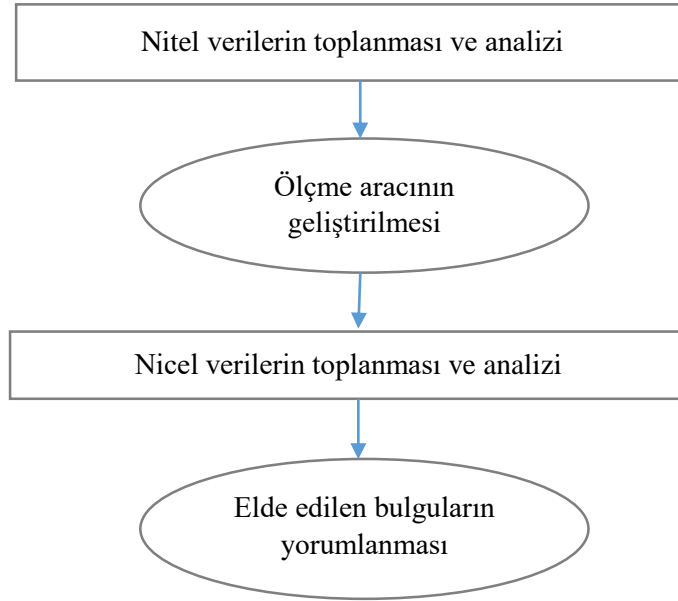 Nitel verilerin toplanması ve analizi
Ölçme aracının
geliştirilmesi
Nicel verilerin toplanması ve analizi
Elde edilen bulguların
yorumlanması